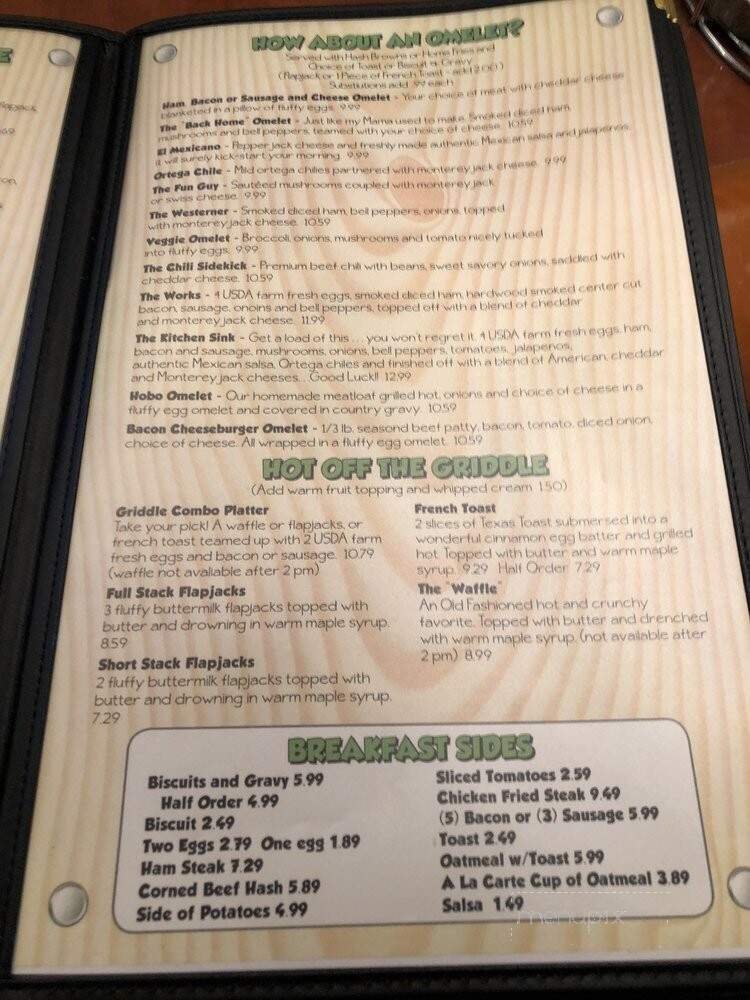 HOW ABOUT AN OMELET?
Served with Hash Browns or Home Fries and
Choice of Toast or Biscuit & Gravy
(Flapjack or 1 Piece of French Toast - add 2.00)
Substitutions add .99 each
Ham, Bacon or Sausage and Cheese Omelet - Your choice of meat with cheddar cheese
blanketed in a pillow of fluffy eggs. 9.99
The "Back Home" Omelet - Just like my Mama used to make. Smoked diced ham,
mushrooms and bell peppers, teamed with your choice of cheese. 10.59
El Mexicano - Pepper jack cheese and freshly made authentic Mexican salsa and jalapenos,
it will surely kick-start your morning. 9.99
Ortega Chile - Mild ortega chilies partnered with monterey jack cheese. 9.99
The Fun Guy - Sautéed mushrooms coupled with monterey jack
or swiss cheese. 9.99
The Westerner - Smoked diced ham, bell peppers, onions, topped
with monterey jack cheese. 10.59
Veggie Omelet - Broccoli, onions, mushrooms and tomato nicely tucked
into fluffy eggs. 9.99
The Chili Sidekick - Premium beef chili with beans, sweet savory onions, saddled with
cheddar cheese. 10.59
The Works - 4 USDA farm fresh eggs, smoked diced ham, hardwood smoked center cut
bacon, sausage, onoins and bell peppers, topped off with a blend of cheddar
and monterey jack cheese. 11.99
The Kitchen Sink - Get a load of this . . . you won't regret it. 4 USDA farm fresh eggs, ham,
bacon and sausage, mushrooms, onions, bell peppers, tomatoes, jalapenos,
authentic Mexican salsa, Ortega chiles and finished off with a blend of American, cheddar
and Monterey jack cheeses... Good Luck!! 12.99
Hobo Omelet - Our homemade meatloaf grilled hot, onions and choice of cheese in a
fluffy egg omelet and covered in country gravy. 10.59
Bacon Cheeseburger Omelet - 1/3 lb. seasond beef patty, bacon, tomato, diced onion,
choice of cheese. All wrapped in a fluffy egg omelet. 10.59
HOT OFF THE GRIDDLE
(Add warm fruit topping and whipped cream 1.50)
Griddle Combo Platter
Take your pick! A waffle or flapjacks, or
french toast teamed up with 2 USDA farm
fresh eggs and bacon or sausage. 10.79
(waffle not available after 2 pm)
Full Stack Flapjacks
3 fluffy buttermilk flapjacks topped with
butter and drowning in warm maple syrup.
8.59
Short Stack Flapjacks
2 fluffy buttermilk flapjacks topped with
butter and drowning in warm maple syrup.
7.29
French Toast
2 slices of Texas Toast submersed into a
wonderful cinnamon egg batter and grilled
hot. Topped with butter and warm maple
syrup. 9.29 Half Order 7.29
The "Waffle"
An Old Fashioned hot and crunchy
favorite. Topped with butter and drenched
with warm maple syrup. (not available after
2 pm) 8.99
BREAKFAST SIDES
Biscuits and Gravy 5.99
Half Order 4.99
Biscuit 2.49
Two Eggs 2.79 One egg 1.89
Ham Steak 7.29
Corned Beef Hash 5.89
Side of Potatoes 4.99
Sliced Tomatoes 2.59
Chicken Fried Steak 9.49
(5) Bacon or (3) Sausage 5.99
Toast 2.49
Oatmeal w/Toast 5.99
A La Carte Cup of Oatmeal 3.89
Salsa 1.49
menupix